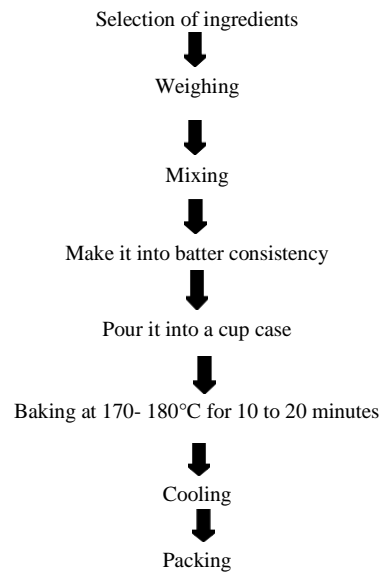 Selection of ingredients
Weighing
Mixing
Make it into batter consistency
Pour it into a cup case
Baking at 170- 180°C for 10 to 20 minutes
Cooling
Packing